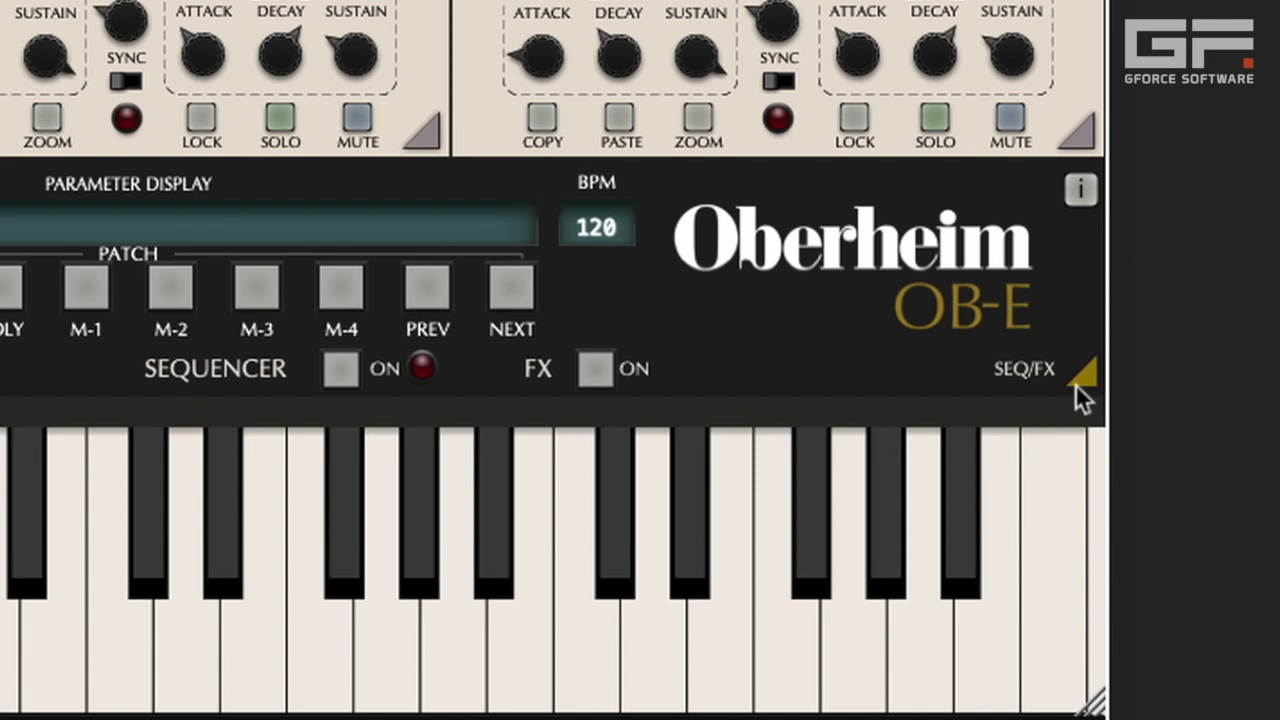 SUSTAIN ATTACK DECAY SUSTAIN ATTACK DECAY SUSTAIN ATTACK DECAY SUSTAIN
SYNC SYNC
ZOOM LOCK SOLO MUTE COPY PASTE ZOOM LOCK SOLO MUTE
GF.
GFORCE SOFTWARE
PARAMETER DISPLAY BPM
i
120
Oberheim
PATCH
OB-E
OLY M-1 M-2 M-3 M-4 PREV NEXT
SEQUENCER ON FX ON SEQ/FX